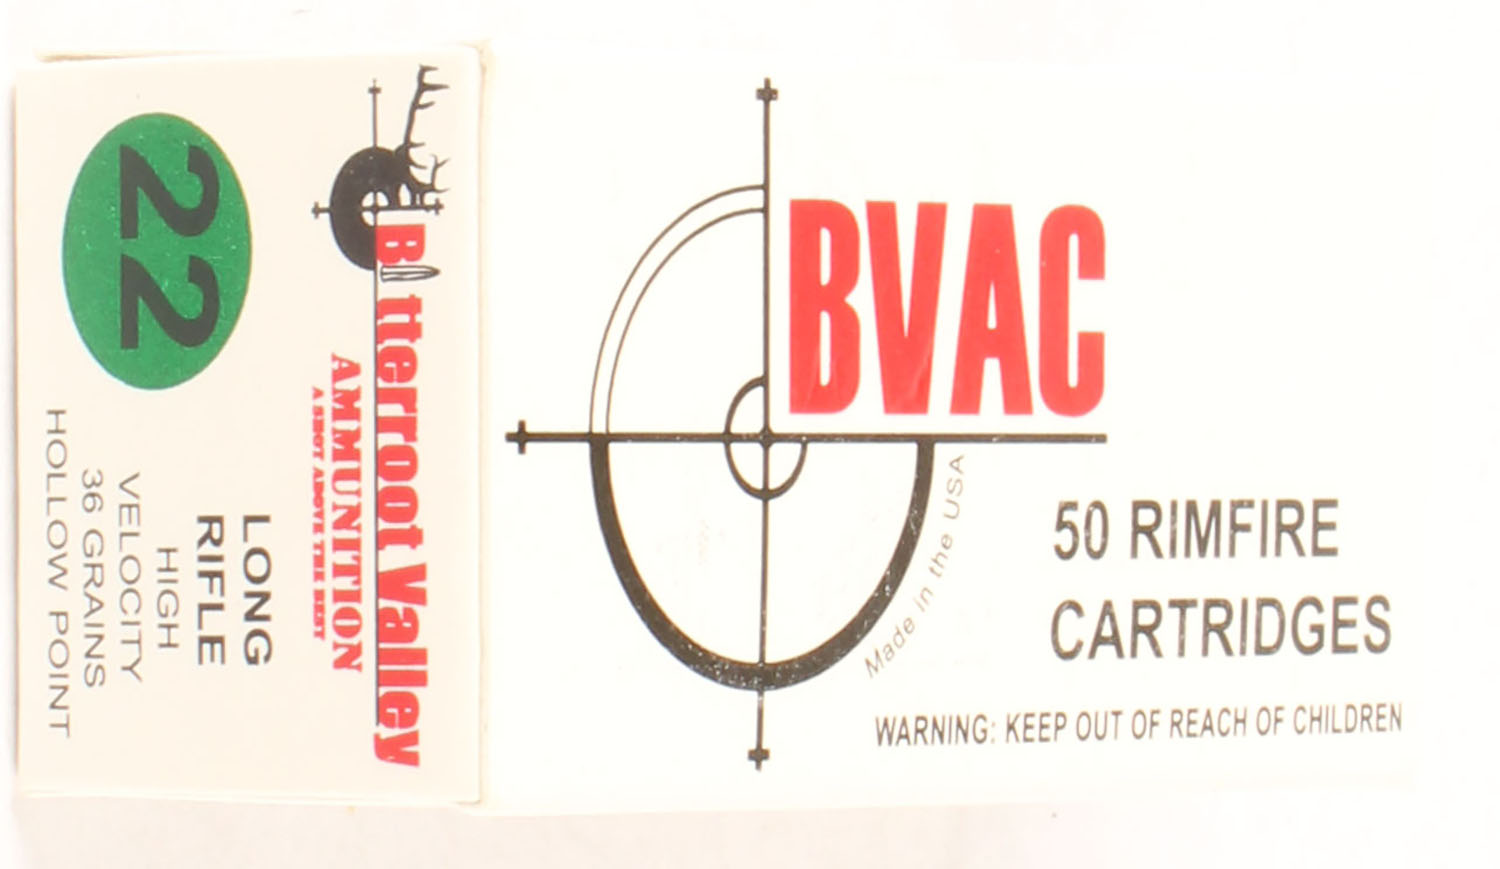 BVAC
Made in the USA
50 RIMFIRE
CARTRIDGES
WARNING: KEEP OUT OF REACH OF CHILDREN
Bitterroot Valley
AMMUNITION
A SHOT ABOVE THE REST
22
LONG
RIFLE
HIGH
VELOCITY
36 GRAINS
HOLLOW POINT